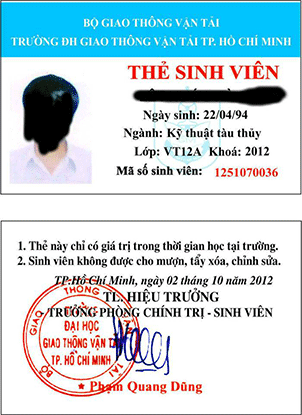 BỘ GIAO THÔNG VẬN TẢI
TRƯỜNG ĐH GIAO THÔNG VẬN TẢI TP. HỒ CHÍ MINH
THẺ SINH VIÊN
Ngày sinh: 22/04/94
Ngành: Kỹ thuật tàu thủy
Lớp: VT12A Khoá: 2012
Mã số sinh viên: 1251070036
1. Thẻ này chỉ có giá trị trong thời gian học tại trường.
2. Sinh viên không được cho mượn, tẩy xóa, chỉnh sửa.
TP.Hồ Chí Minh, ngày 02 tháng 10 năm 2012
TL. HIỆU TRƯỞNG
TRƯỞNG PHÒNG CHÍNH TRỊ - SINH VIÊN
BỘ GIAO THÔNG VẬN TẢI
TRƯỜNG
ĐẠI HỌC
GIAO THÔNG VẬN TẢI
TP. HỒ CHÍ MINH
Phạm Quang Dũng